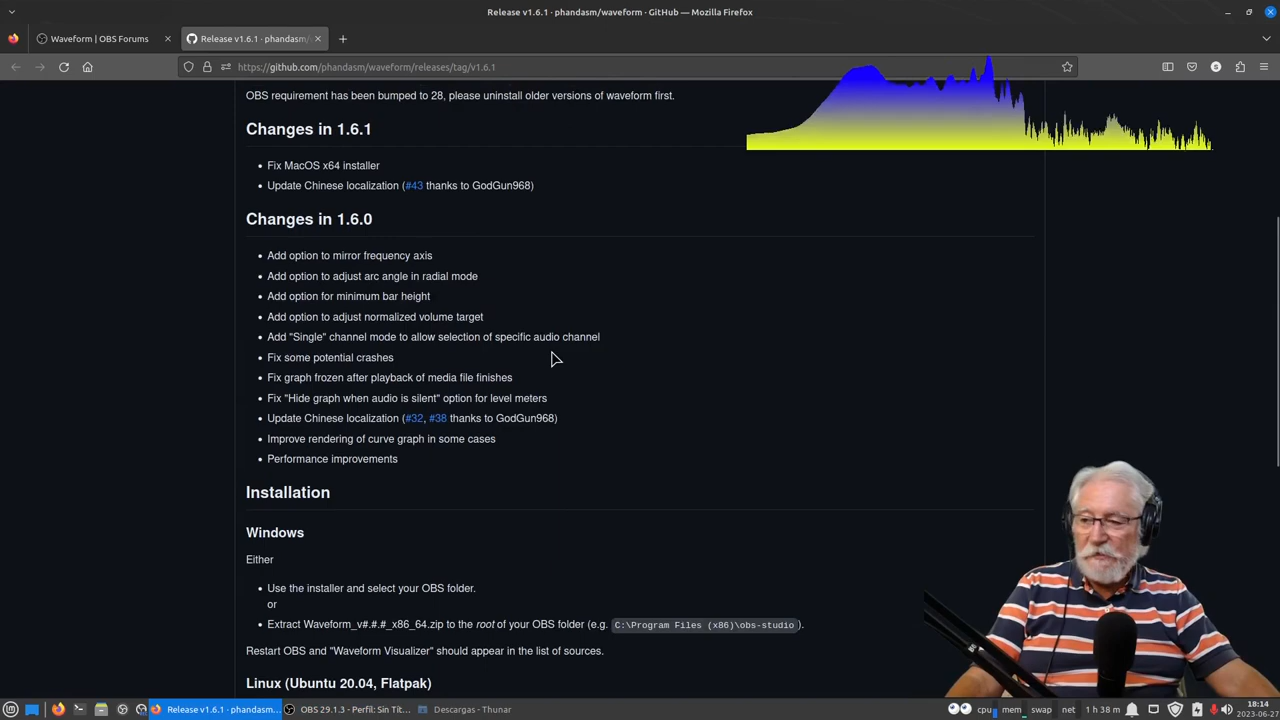 Release v1.6.1 · phandasm/waveform · GitHub — Mozilla Firefox
Waveform | OBS Forums
Release v1.6.1 · phandasm/
https://github.com/phandasm/waveform/releases/tag/v1.6.1
OBS requirement has been bumped to 28, please uninstall older versions of waveform first.
Changes in 1.6.1
Fix MacOS x64 installer
Update Chinese localization (#43 thanks to GodGun968)
Changes in 1.6.0
Add option to mirror frequency axis
Add option to adjust arc angle in radial mode
Add option for minimum bar height
Add option to adjust normalized volume target
Add "Single" channel mode to allow selection of specific audio channel
Fix some potential crashes
Fix graph frozen after playback of media file finishes
Fix "Hide graph when audio is silent" option for level meters
Update Chinese localization (#32, #38 thanks to GodGun968)
Improve rendering of curve graph in some cases
Performance improvements
Installation
Windows
Either
Use the installer and select your OBS folder.
or
Extract Waveform_v#.#.#_x86_64.zip to the root of your OBS folder (e.g. C:\Program Files (x86)\obs-studio).
Restart OBS and "Waveform Visualizer" should appear in the list of sources.
Linux (Ubuntu 20.04, Flatpak)
Release v1.6.1 · phandasm...
OBS 29.1.3 - Perfil: Sin Tít...
Descargas - Thunar
cpu mem swap net 1 h 38 m
18:14
2023-06-27